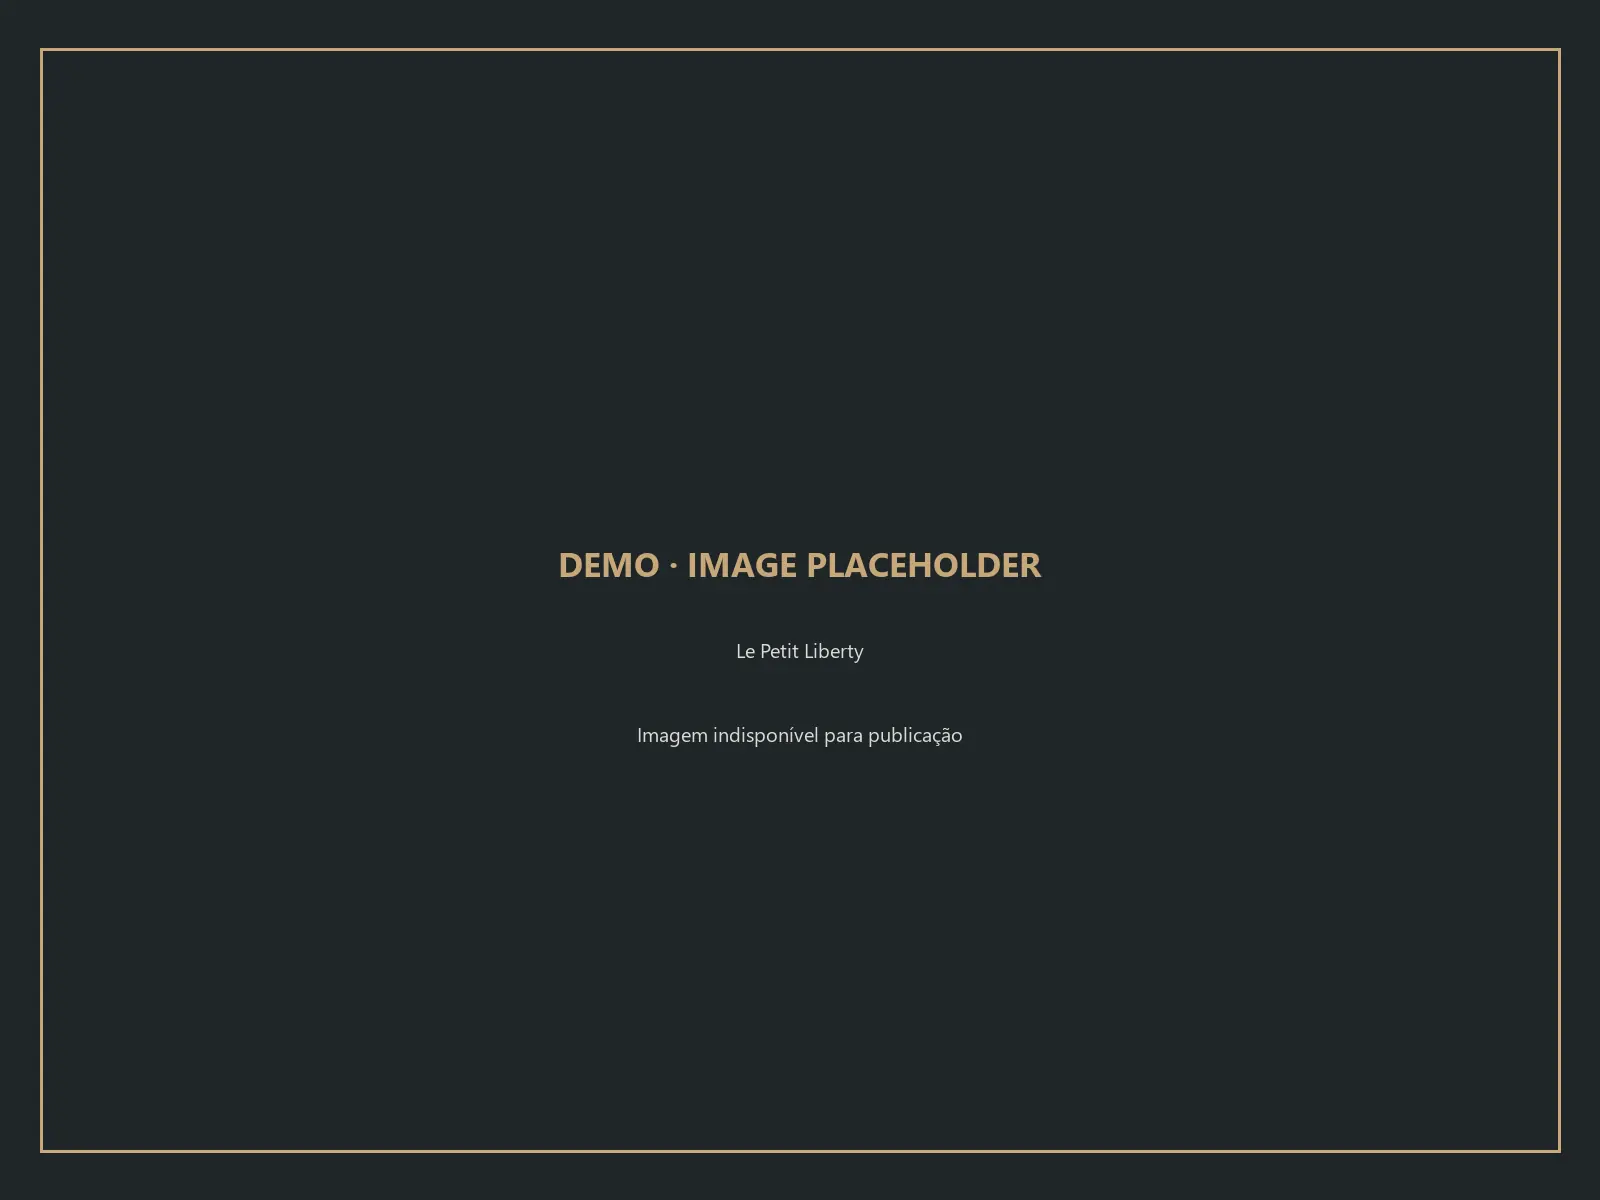 DEMO · IMAGE PLACEHOLDER
Le Petit Liberty
Imagem indisponível para publicação